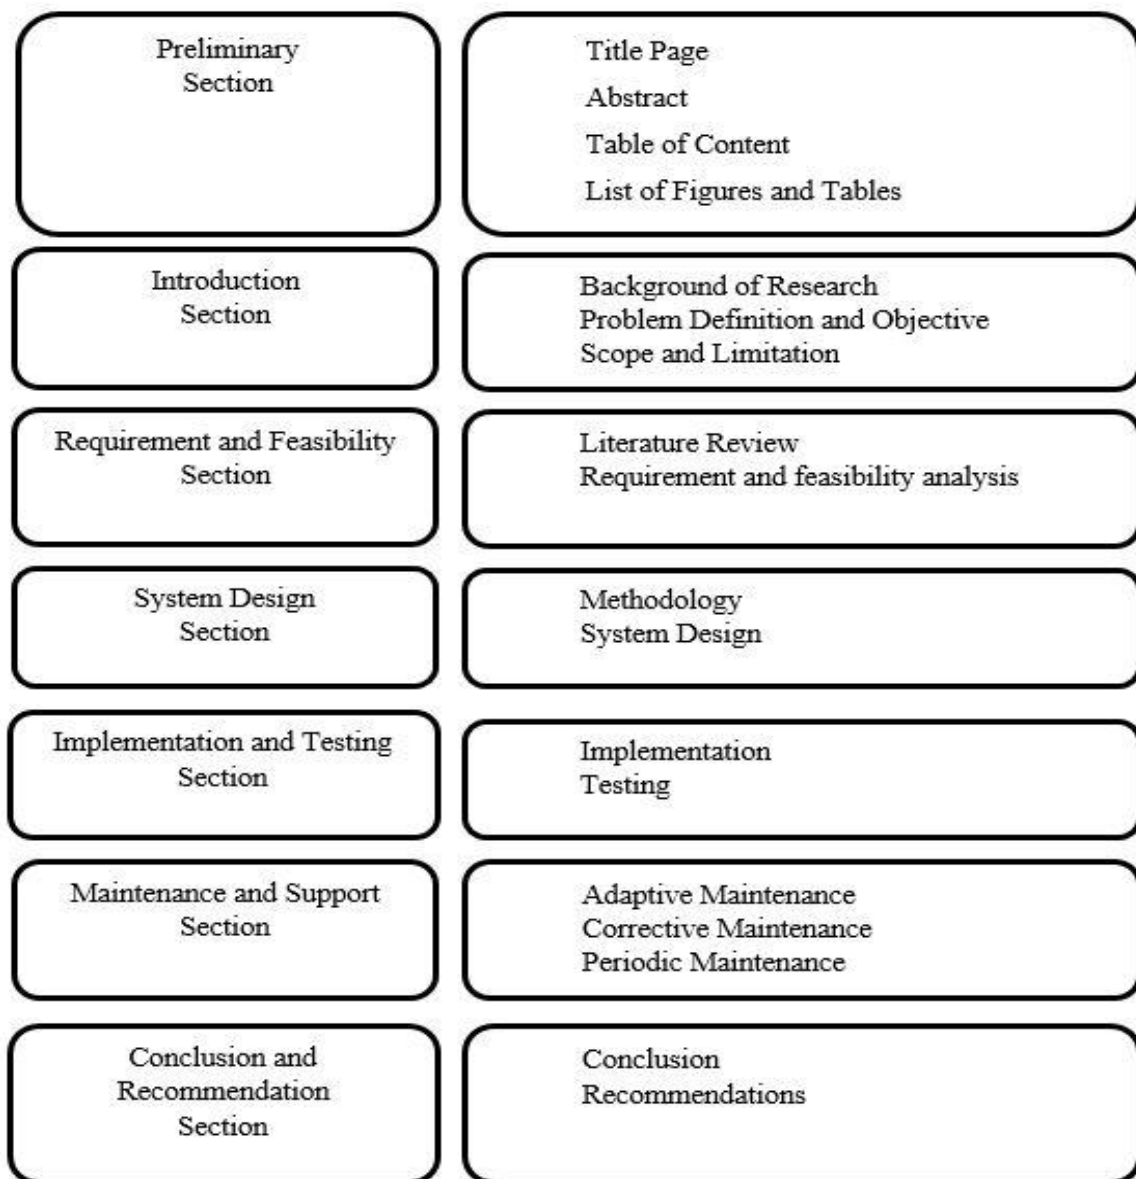 Preliminary
Section
Title Page
Abstract
Table of Content
List of Figures and Tables
Introduction
Section
Background of Research
Problem Definition and Objective
Scope and Limitation
Requirement and Feasibility
Section
Literature Review
Requirement and feasibility analysis
System Design
Section
Methodology
System Design
Implementation and Testing
Section
Implementation
Testing
Maintenance and Support
Section
Adaptive Maintenance
Corrective Maintenance
Periodic Maintenance
Conclusion and
Recommendation
Section
Conclusion
Recommendations